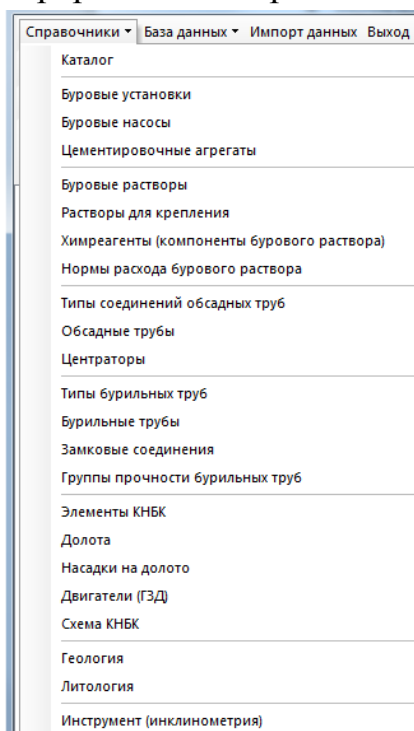 Справочники База данных Импорт данных Выход
Каталог
Буровые установки
Буровые насосы
Цементировочные агрегаты
Буровые растворы
Растворы для крепления
Химреагенты (компоненты бурового раствора)
Нормы расхода бурового раствора
Типы соединений обсадных труб
Обсадные трубы
Центраторы
Типы бурильных труб
Бурильные трубы
Замковые соединения
Группы прочности бурильных труб
Элементы КНБК
Долота
Насадки на долото
Двигатели (ГЗД)
Схема КНБК
Геология
Литология
Инструмент (инклинометрия)